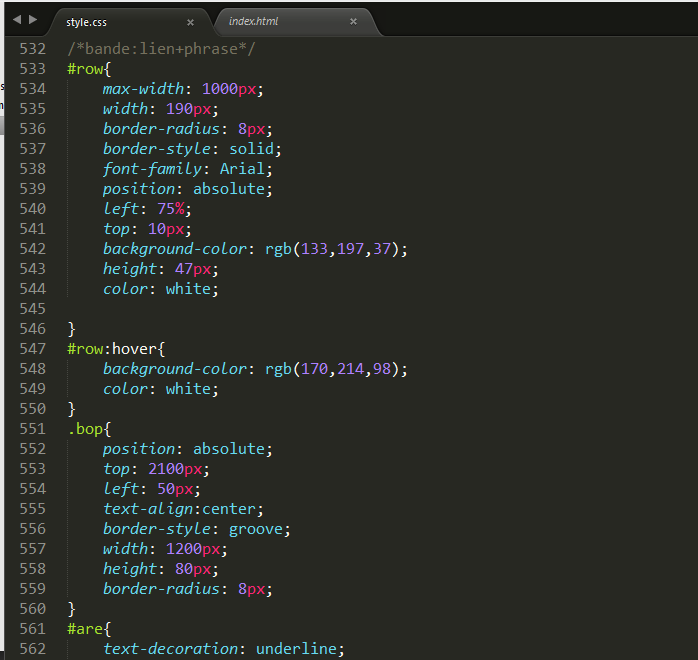 style.css × index.html ×
532 /*bande:lien+phrase*/
533 #row{
534 max-width: 1000px;
535 width: 190px;
536 border-radius: 8px;
537 border-style: solid;
538 font-family: Arial;
539 position: absolute;
540 left: 75%;
541 top: 10px;
542 background-color: rgb(133,197,37);
543 height: 47px;
544 color: white;
545
546 }
547 #row:hover{
548 background-color: rgb(170,214,98);
549 color: white;
550 }
551 .bop{
552 position: absolute;
553 top: 2100px;
554 left: 50px;
555 text-align:center;
556 border-style: groove;
557 width: 1200px;
558 height: 80px;
559 border-radius: 8px;
560 }
561 #are{
562 text-decoration: underline;